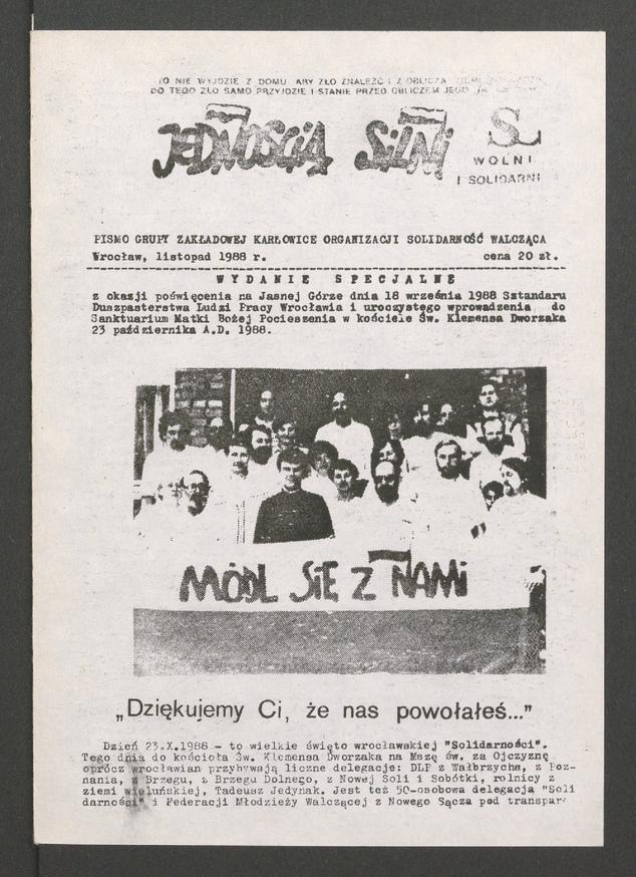 TO NIE WYJDZIE Z DOMU ABY ZŁO ZNALEŹĆ I Z OBLICZA ZIEMI
DO TEGO ZŁO SAMO PRZYJDZIE I STANIE PRZED OBLICZEM JEGO
JEDNOŚCIĄ SILNI
SW
WOLNI
I SOLIDARNI
PISMO GRUPY ZAKŁADOWEJ KARŁOWICE ORGANIZACJI SOLIDARNOŚĆ WALCZĄCA
Wrocław, listopad 1988 r. cena 20 zł.
WYDANIE SPECJALNE
z okazji poświęcenia na Jasnej Górze dnia 18 września 1988 Sztandaru
Duszpasterstwa Ludzi Pracy Wrocławia i uroczystego wprowadzenia do
Sanktuarium Matki Bożej Pocieszenia w kościele Św. Klemensa Dworzaka
23 października A.D. 1988.
MÓDL SIĘ Z NAMI
„Dziękujemy Ci, że nas powołałeś..."
Dzień 23.X.1988 - to wielkie święto wrocławskiej "Solidarności".
Tego dnia do kościoła Św. Klemensa Dworzaka na Mszę św. za Ojczyznę
oprócz wrocławian przybywają liczne delegacje: DLP z Wałbrzycha, z Poz-
nania, z Brzegu, z Brzegu Dolnego, z Nowej Soli i Sobótki, rolnicy z
ziemi wieluńskiej, Tadeusz Jedynak. Jest też 50-osobowa delegacja "Soli
darności" i Federacji Młodzieży Walczącej z Nowego Sącza pod transpar